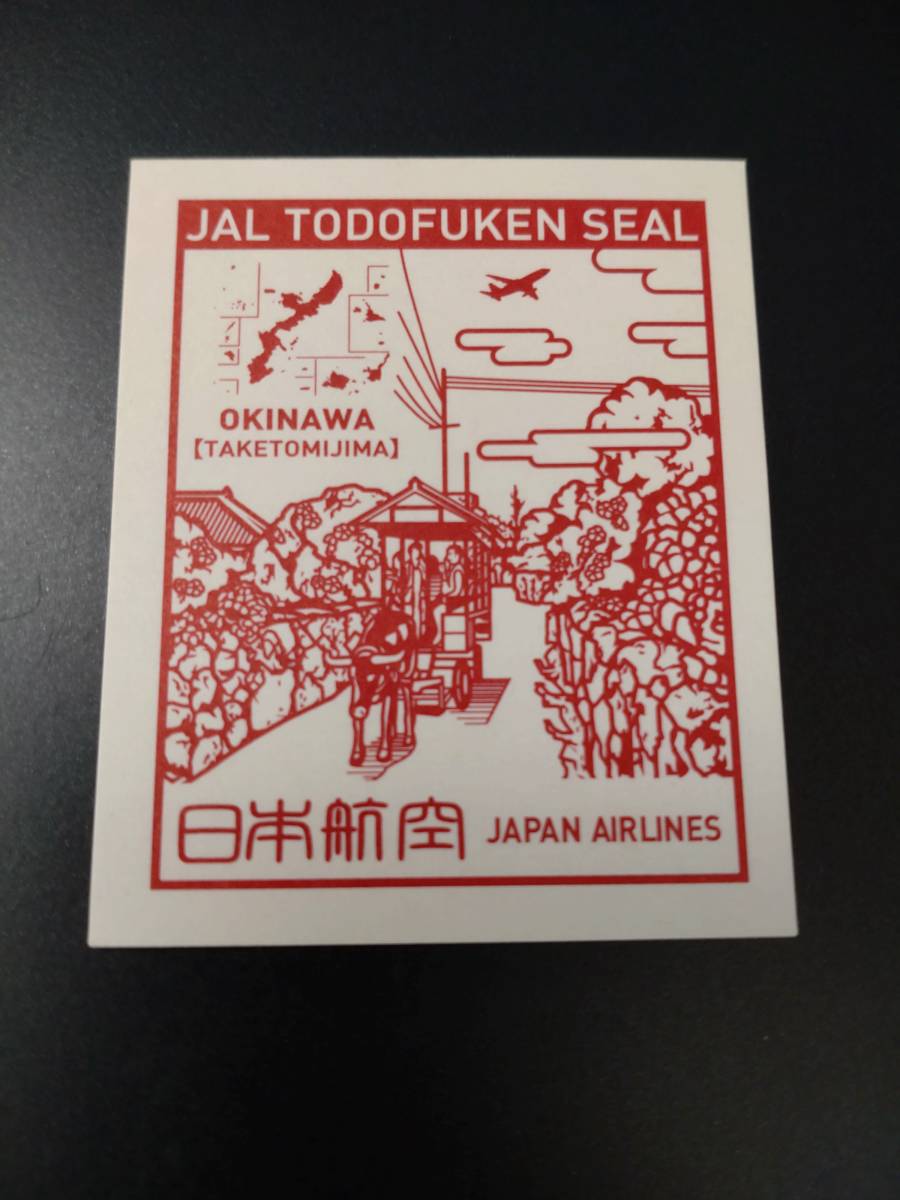 JAL TODOFUKEN SEAL
OKINAWA
【TAKETOMIJIMA】
日本航空 JAPAN AIRLINES